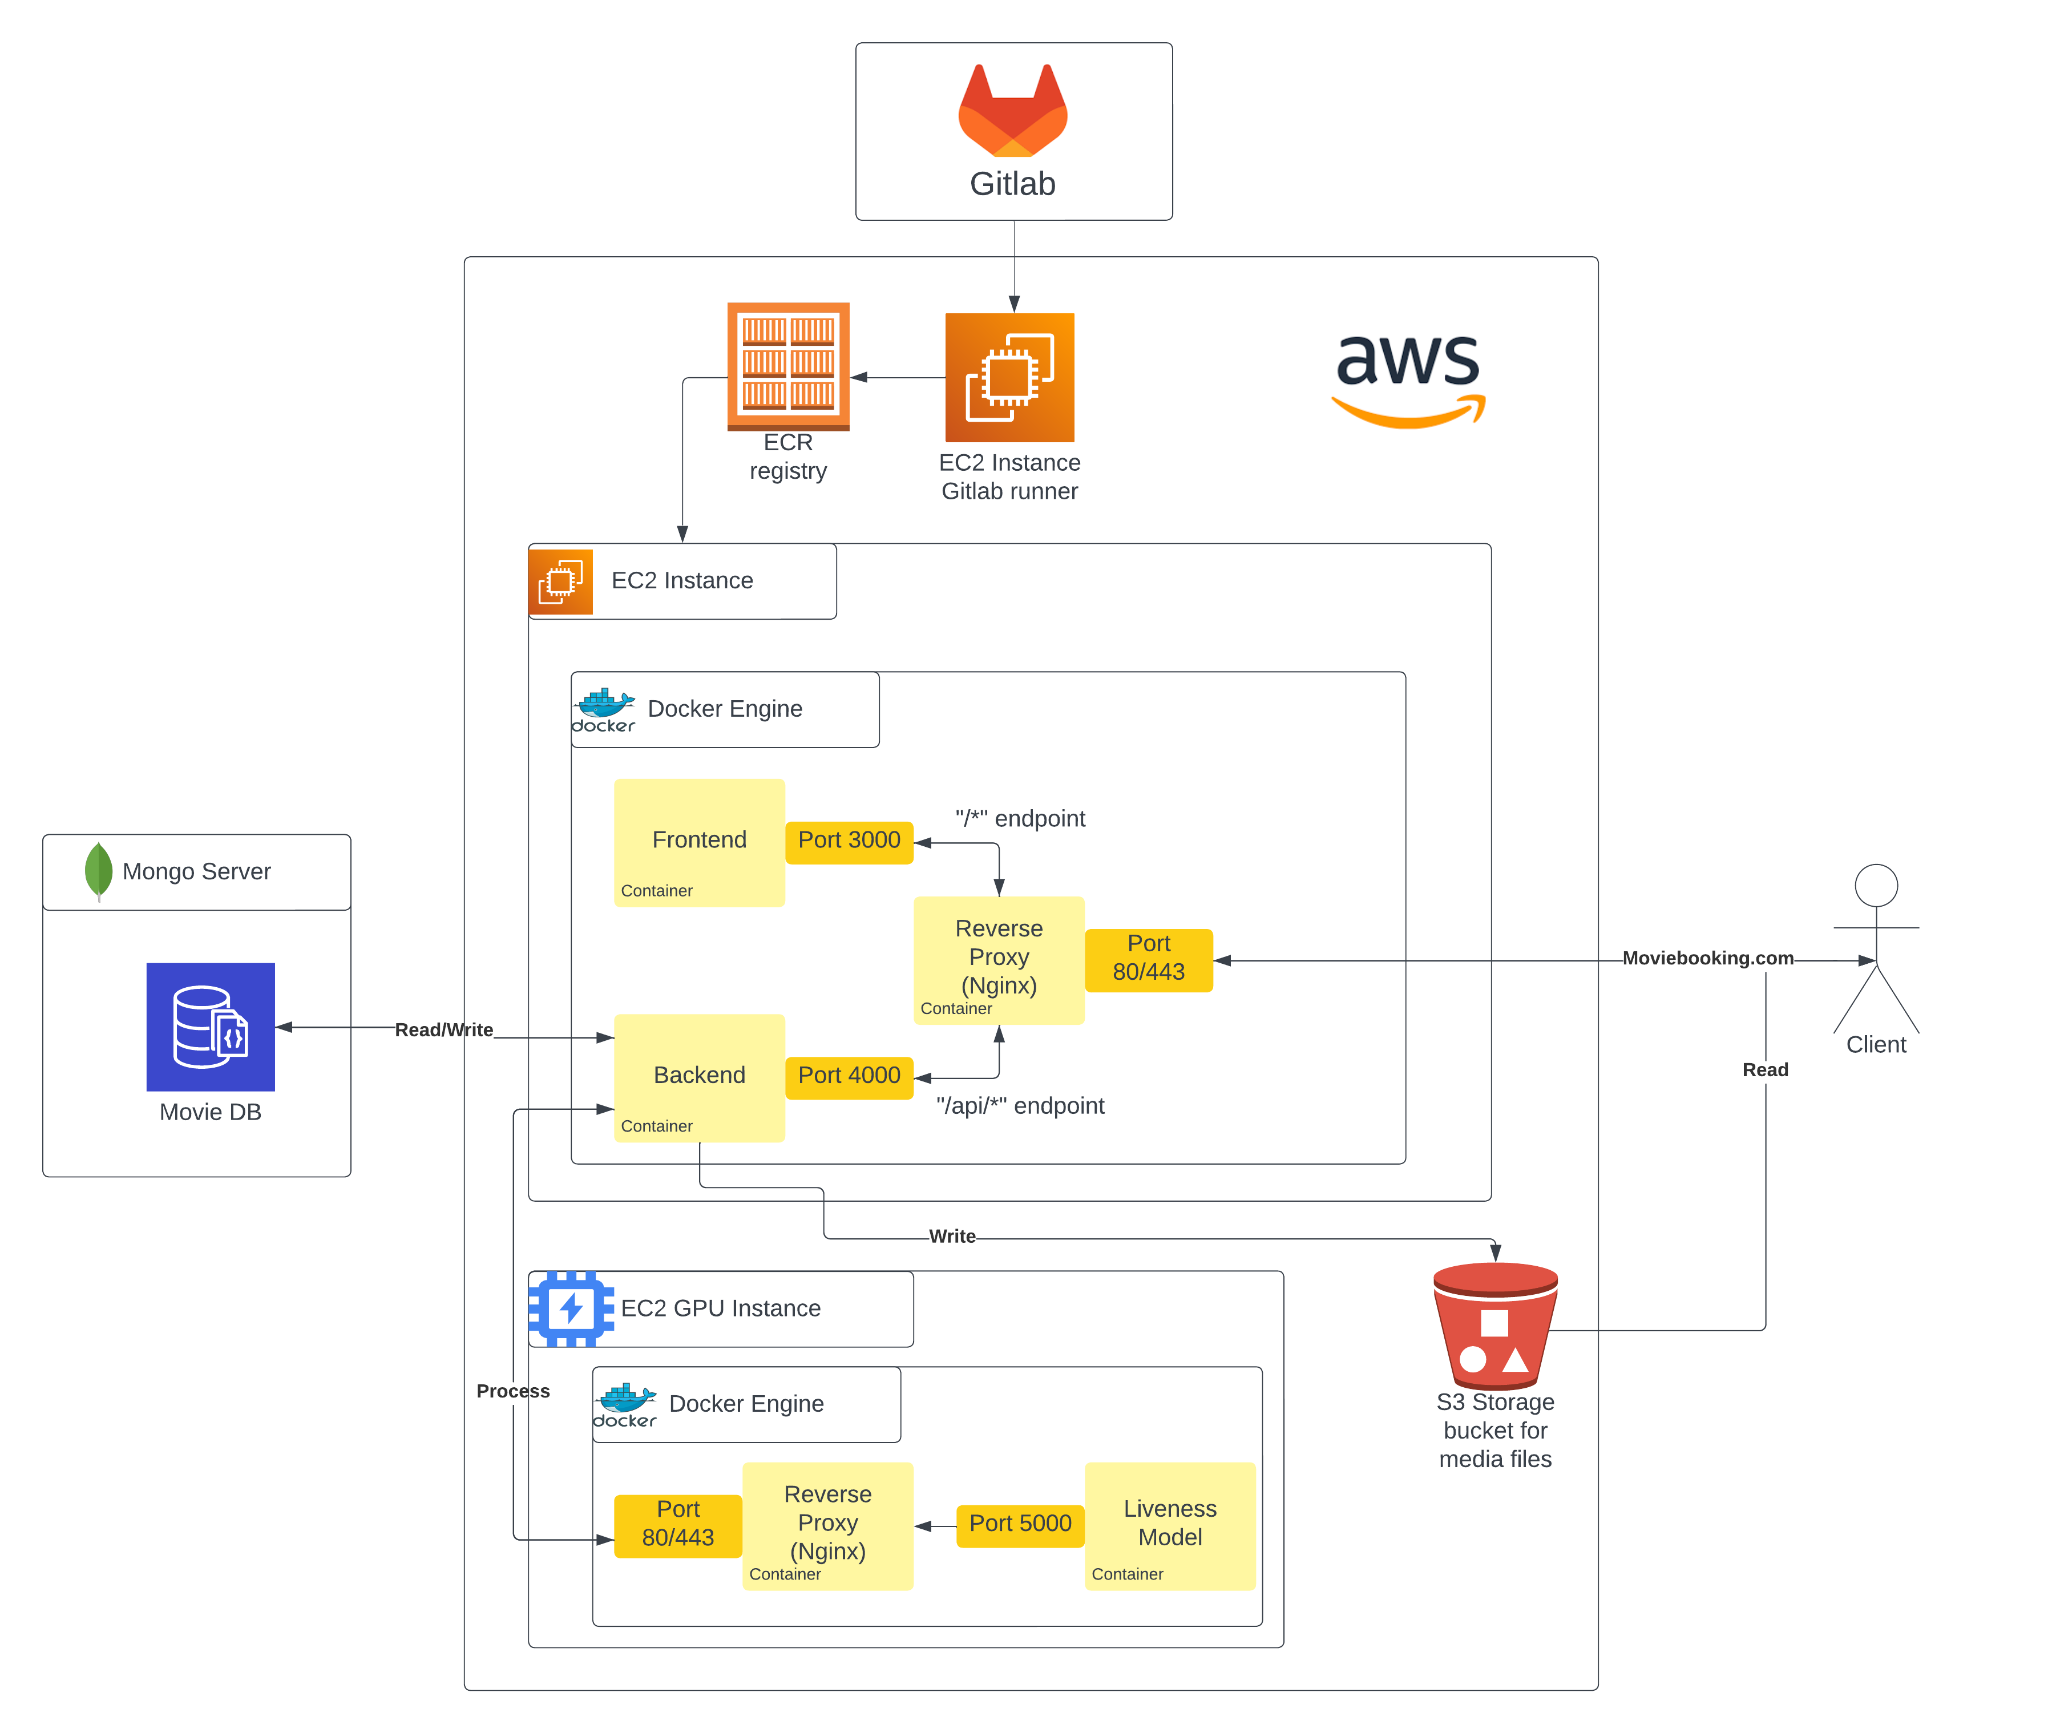 Gitlab
aws
ECR
registry
EC2 Instance
Gitlab runner
EC2 Instance
docker
Docker Engine
Frontend
Container
Port 3000
"/*" endpoint
Mongo Server
Movie DB
Reverse
Proxy
(Nginx)
Container
Port
80/443
Moviebooking.com
Client
Read/Write
Backend
Container
Port 4000
"/api/*" endpoint
Read
Write
EC2 GPU Instance
Process
docker
Docker Engine
Port
80/443
Reverse
Proxy
(Nginx)
Container
Port 5000
Liveness
Model
Container
S3 Storage
bucket for
media files